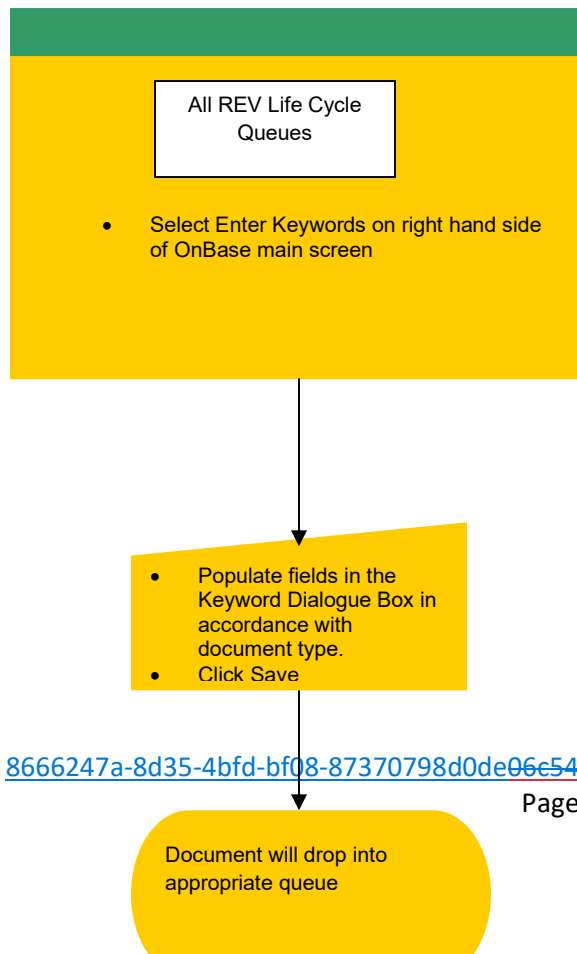 All REV Life Cycle
Queues
• Select Enter Keywords on right hand side
of OnBase main screen
• Populate fields in the
Keyword Dialogue Box in
accordance with
document type.
• Click Save
8666247a-8d35-4bfd-bf08-87370798d0de06c54
Page
Document will drop into
appropriate queue